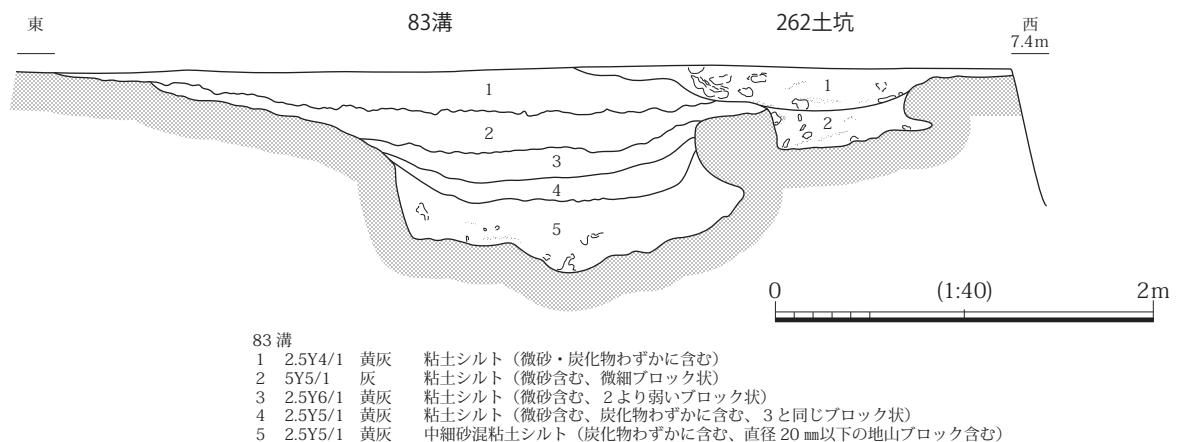 東 83溝 262土坑 西
7.4m
1 1
2 2
3
4
5
0 (1:40) 2m
83 溝
1 2.5Y4/1 黄灰 粘土シルト（微砂・炭化物わずかに含む）
2 5Y5/1 灰 粘土シルト（微砂含む、微細ブロック状）
3 2.5Y6/1 黄灰 粘土シルト（微砂含む、２より弱いブロック状）
4 2.5Y5/1 黄灰 粘土シルト（微砂含む、炭化物わずかに含む、３と同じブロック状）
5 2.5Y5/1 黄灰 中細砂混粘土シルト（炭化物わずかに含む、直径 20 ㎜以下の地山ブロック含む）